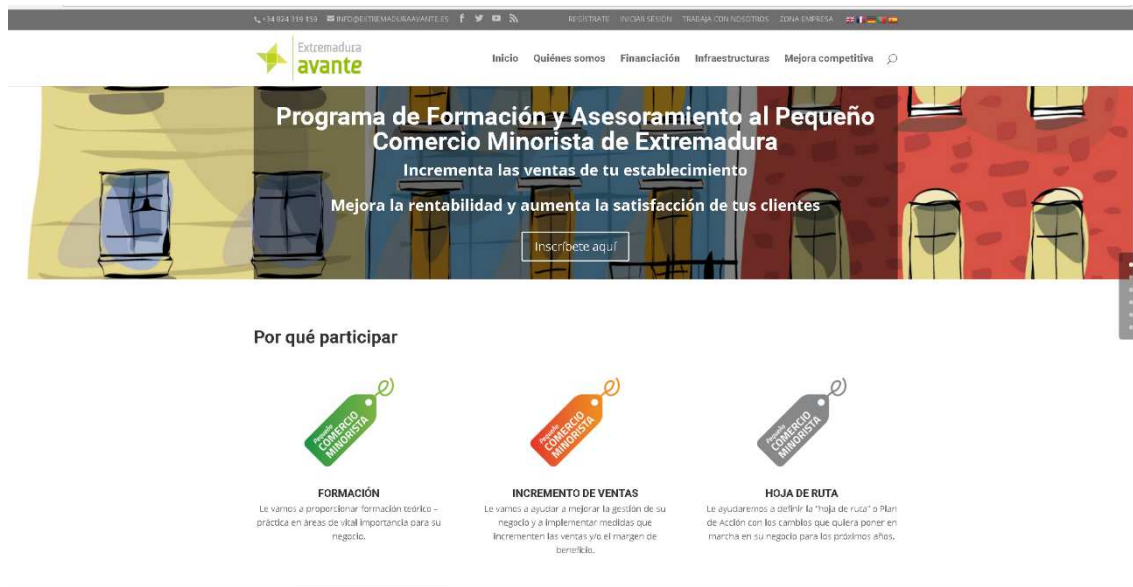 +34 924 319 159 INFO@EXTREMADURAAVANTE.ES REGÍSTRATE INICIAR SESIÓN TRABAJA CON NOSOTROS ZONA EMPRESA
Extremadura
avante
Inicio Quiénes somos Financiación Infraestructuras Mejora competitiva
Programa de Formación y Asesoramiento al Pequeño
Comercio Minorista de Extremadura
Incrementa las ventas de tu establecimiento
Mejora la rentabilidad y aumenta la satisfacción de tus clientes
Inscríbete aquí
Por qué participar
Pequeño
COMERCIO
MINORISTA
Pequeño
COMERCIO
MINORISTA
Pequeño
COMERCIO
MINORISTA
FORMACIÓN
Le vamos a proporcionar formación teórico –
práctica en áreas de vital importancia para su
negocio.
INCREMENTO DE VENTAS
Le vamos a ayudar a mejorar la gestión de su
negocio y a implementar medidas que
incrementen las ventas y/o el margen de
beneficio.
HOJA DE RUTA
Le ayudaremos a definir la "hoja de ruta" o Plan
de Acción con los cambios que quiera poner en
marcha en su negocio para los próximos años.